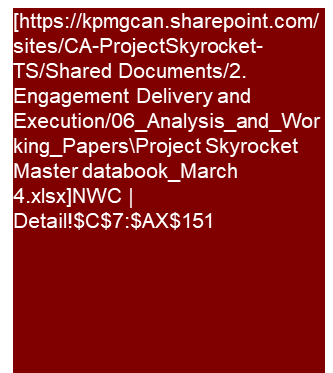 [https://kpmgcan.sharepoint.com/
sites/CA-ProjectSkyrocket-
TS/Shared Documents/2.
Engagement Delivery and
Execution/06_Analysis_and_Wor
king_Papers\Project Skyrocket
Master databook_March
4.xlsx]NWC |
Detail!$C$7:$AX$151